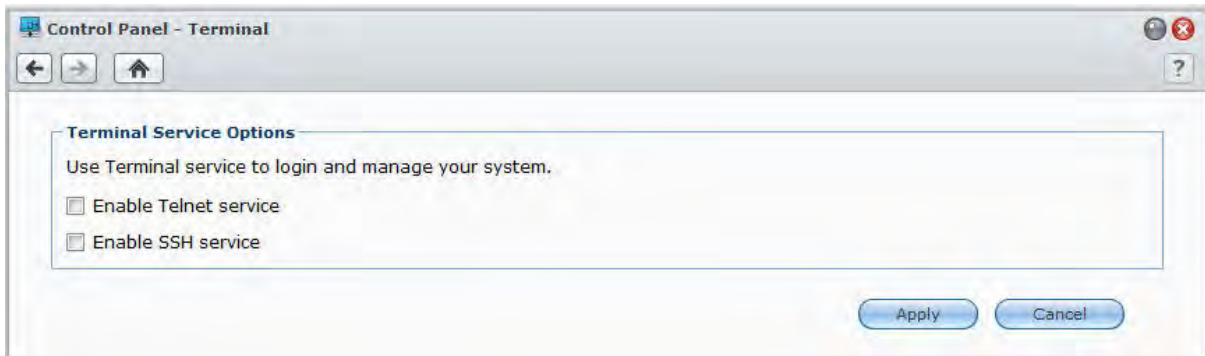 Control Panel - Terminal
?
Terminal Service Options
Use Terminal service to login and manage your system.
Enable Telnet service
Enable SSH service
Apply Cancel